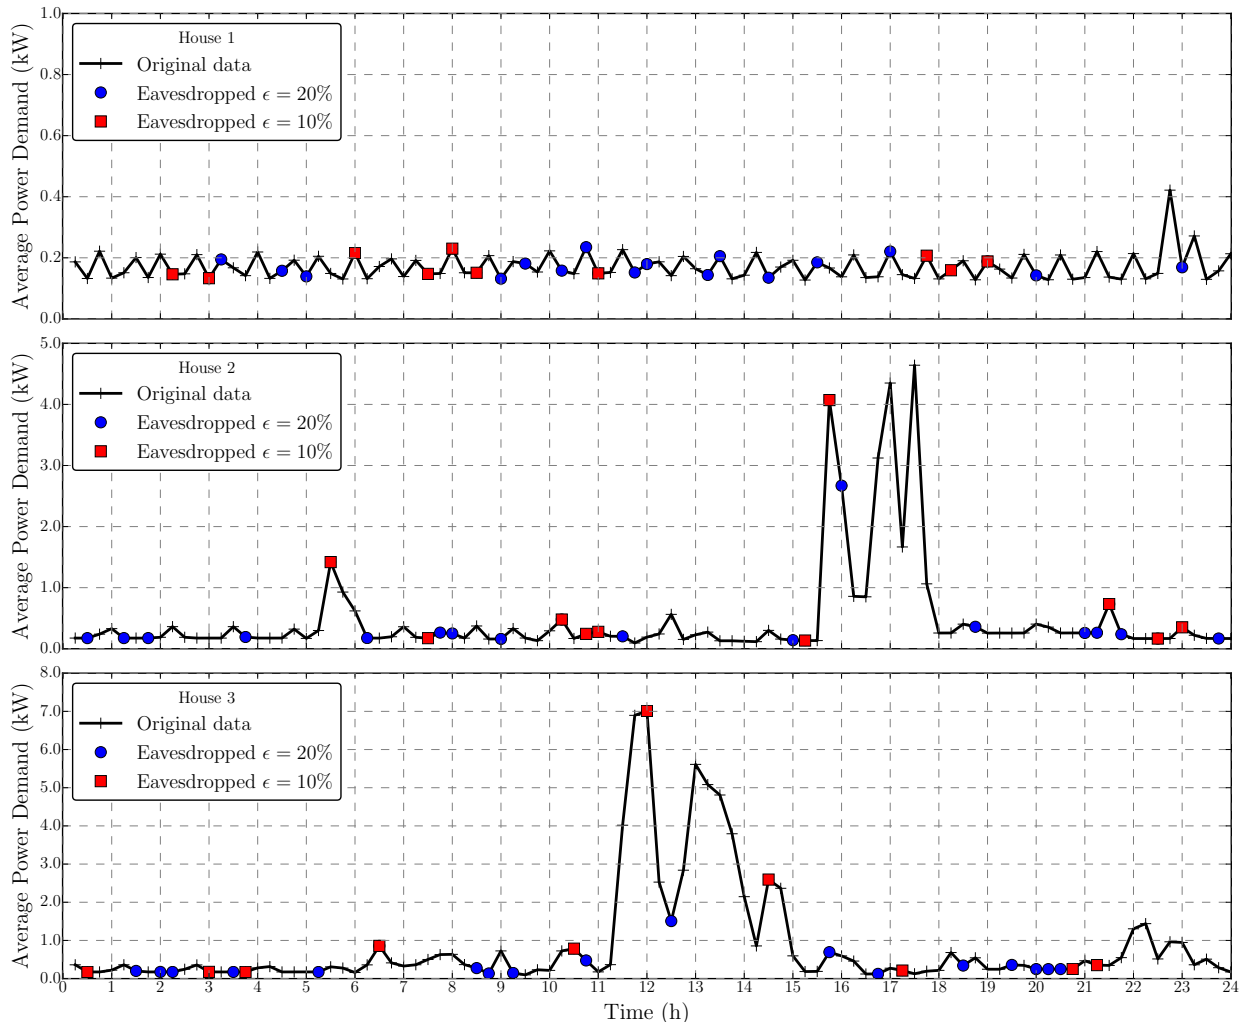 Average Power Demand (kW)
1.0
0.8
0.6
0.4
0.2
0.0
House 1
Original data
Eavesdropped ϵ = 20%
Eavesdropped ϵ = 10%
Average Power Demand (kW)
5.0
4.0
3.0
2.0
1.0
0.0
House 2
Original data
Eavesdropped ϵ = 20%
Eavesdropped ϵ = 10%
Average Power Demand (kW)
8.0
7.0
6.0
5.0
4.0
3.0
2.0
1.0
0.0
House 3
Original data
Eavesdropped ϵ = 20%
Eavesdropped ϵ = 10%
0 1 2 3 4 5 6 7 8 9 10 11 12 13 14 15 16 17 18 19 20 21 22 23 24
Time (h)